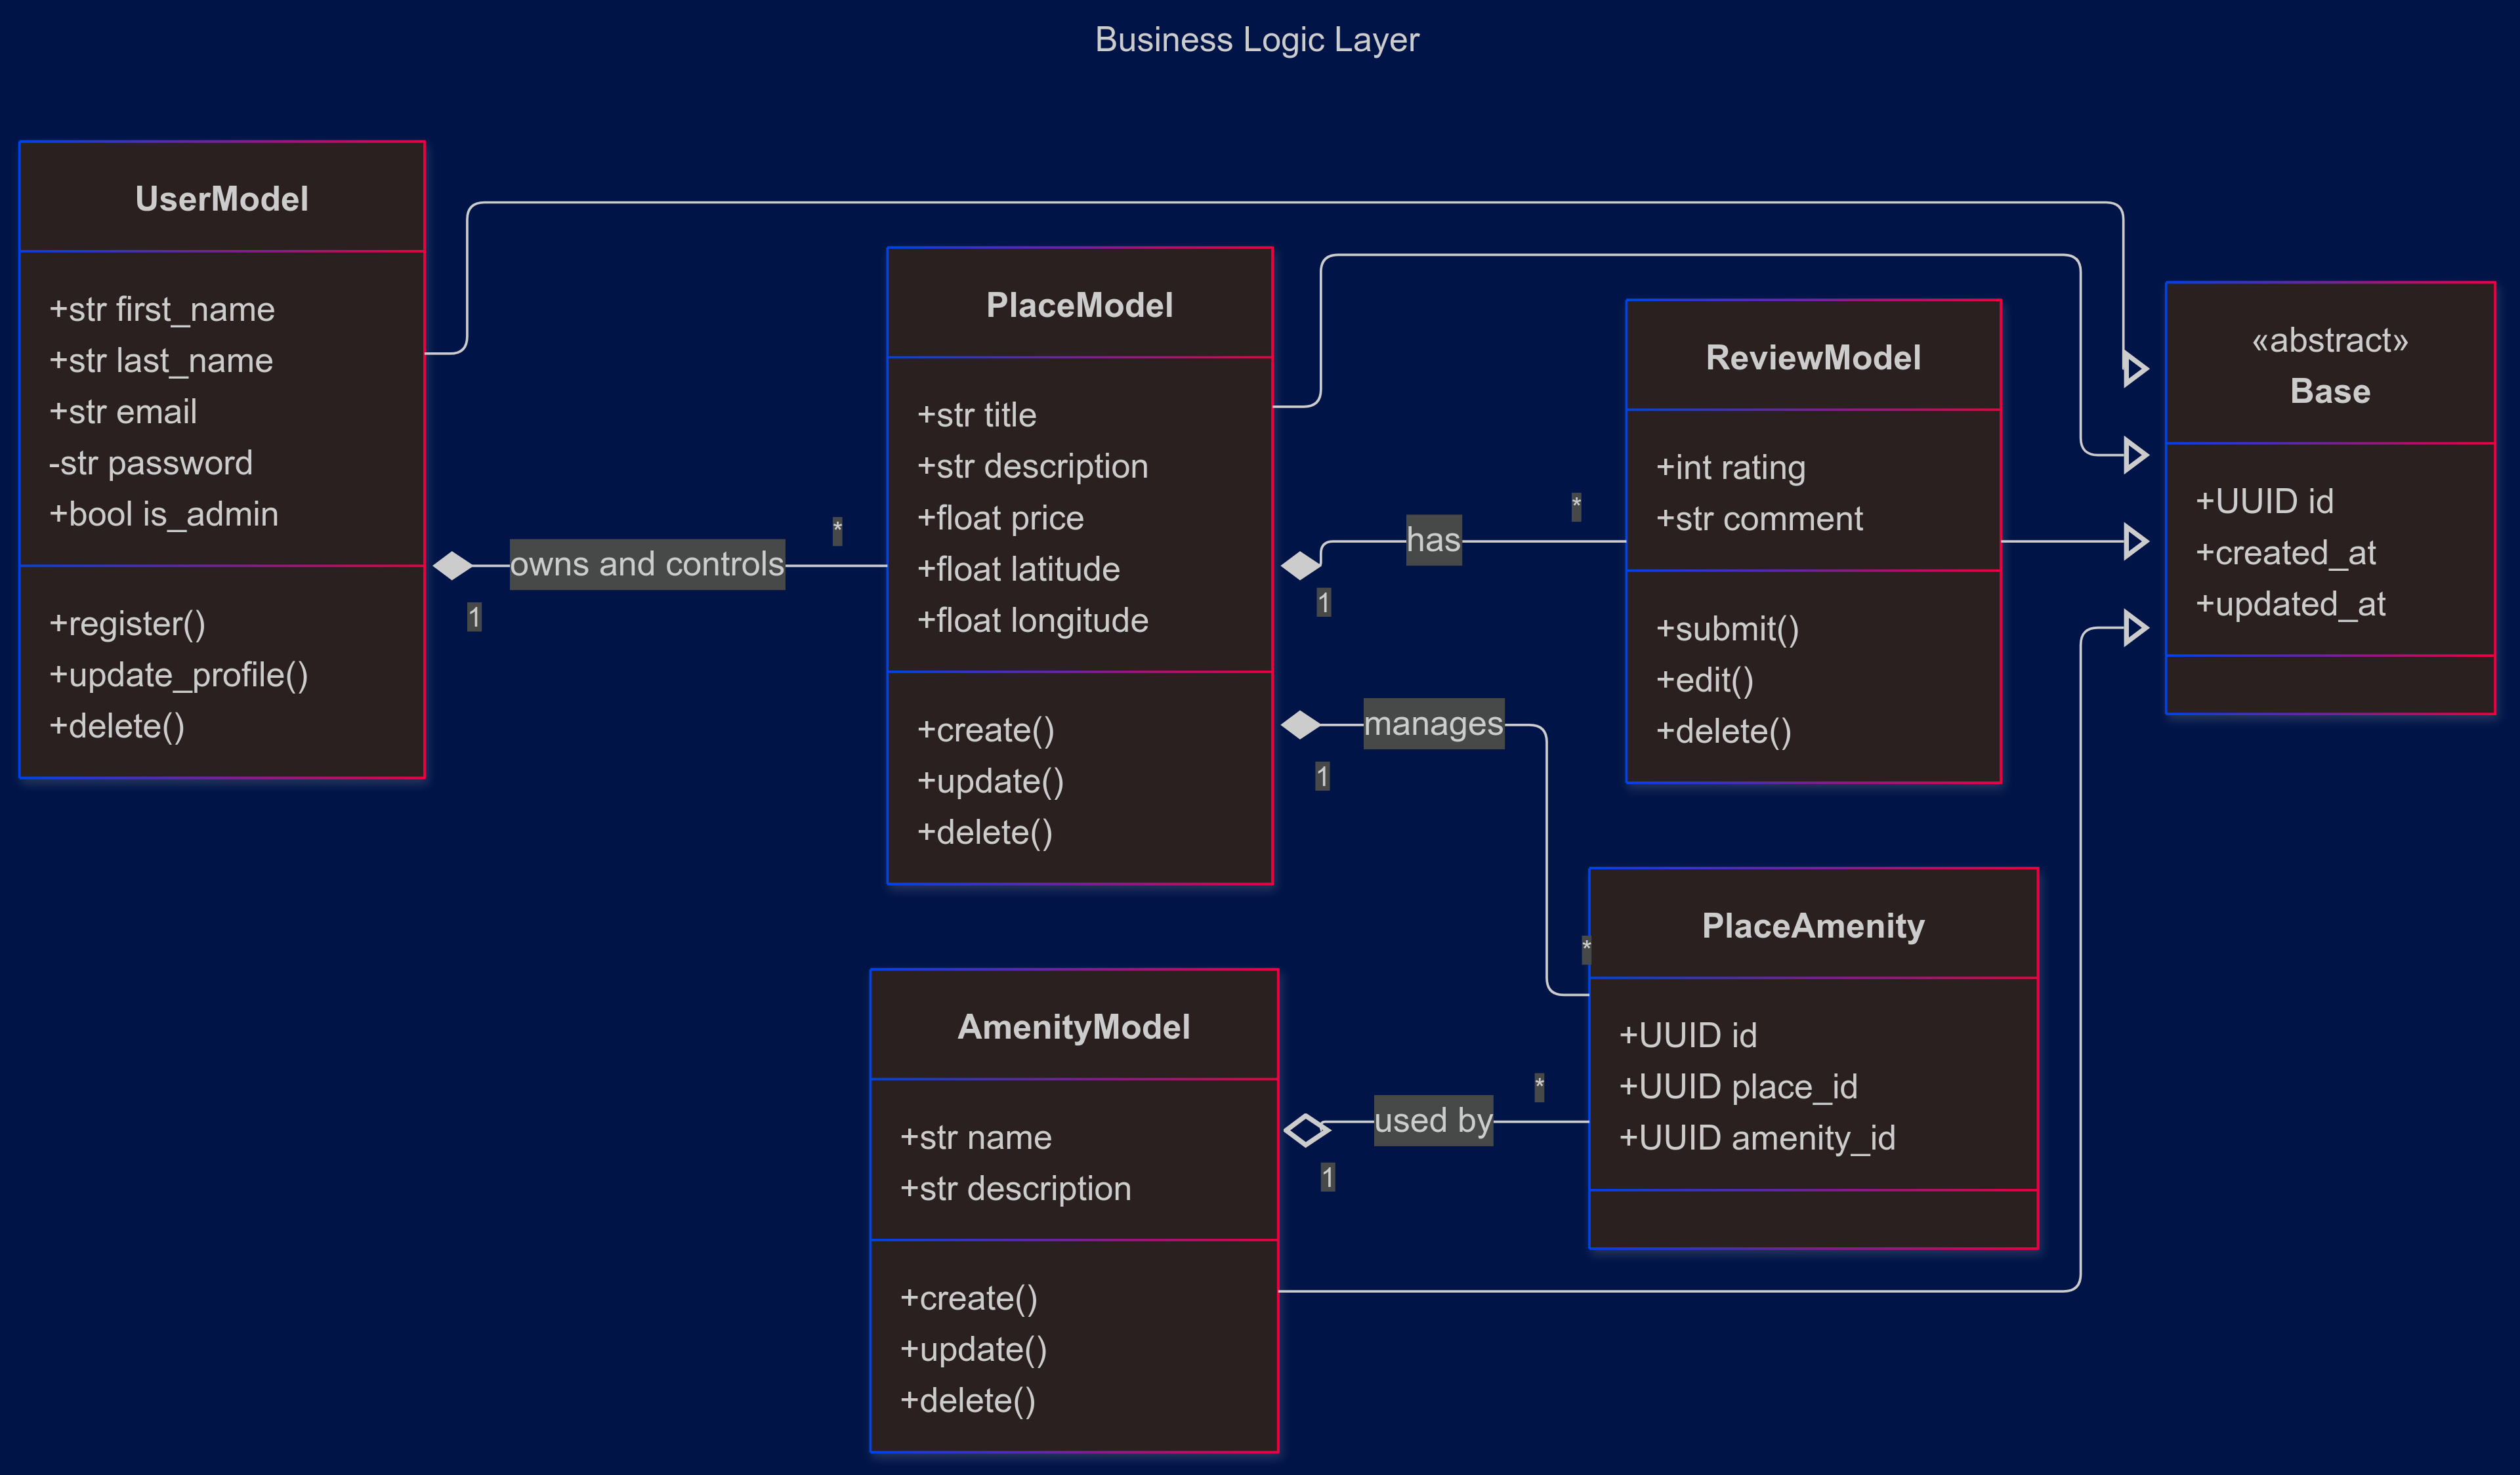 Business Logic Layer
UserModel
+str first_name
+str last_name
+str email
-str password
+bool is_admin
+register()
+update_profile()
+delete()
1
owns and controls
*
PlaceModel
+str title
+str description
+float price
+float latitude
+float longitude
+create()
+update()
+delete()
1
has
*
1
manages
*
ReviewModel
+int rating
+str comment
+submit()
+edit()
+delete()
«abstract»
Base
+UUID id
+created_at
+updated_at
AmenityModel
+str name
+str description
+create()
+update()
+delete()
1
used by
*
PlaceAmenity
+UUID id
+UUID place_id
+UUID amenity_id